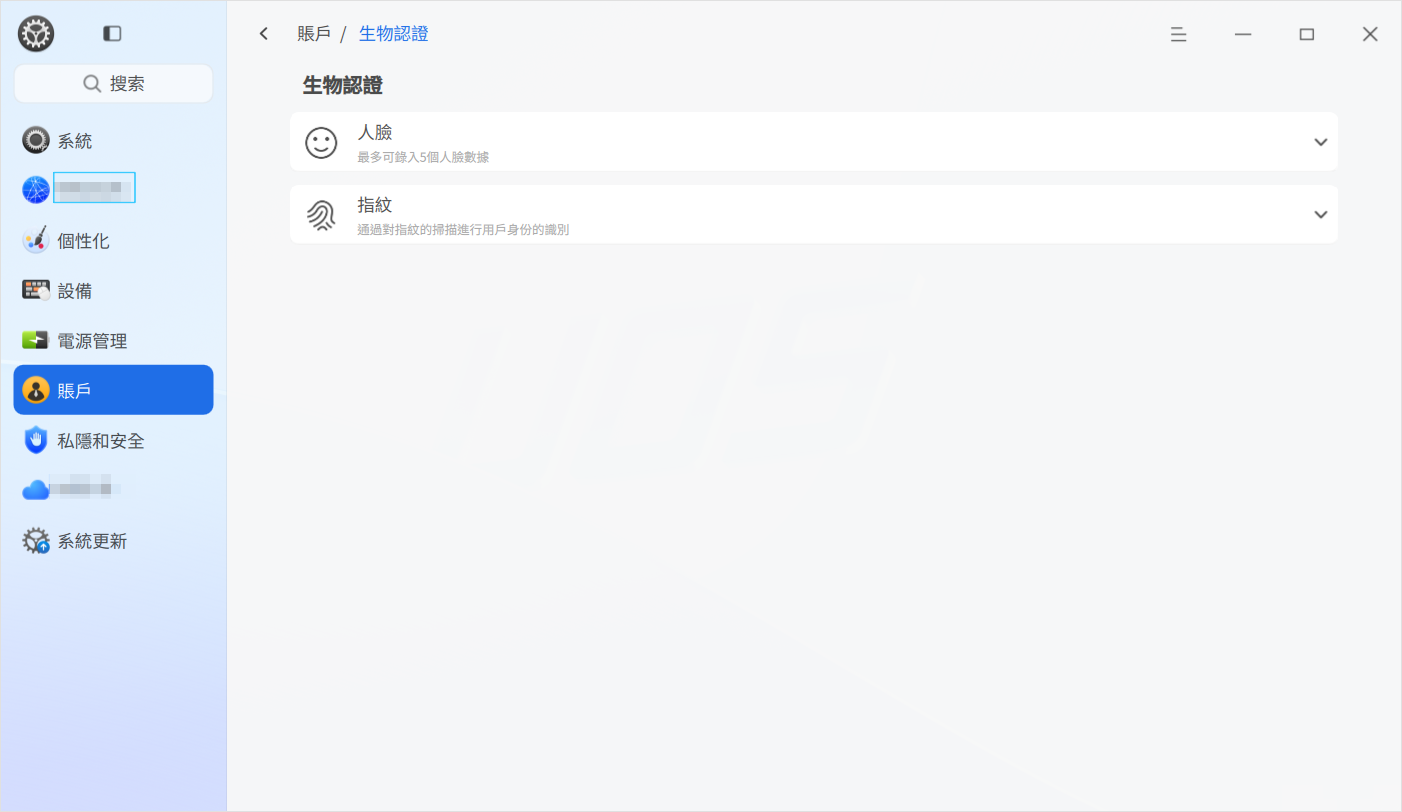 搜索
系統
個性化
設備
電源管理
賬戶
私隱和安全
系統更新
賬戶 / 生物認證
生物認證
人臉
最多可錄入5個人臉數據
指紋
通過對指紋的掃描進行用戶身份的識別